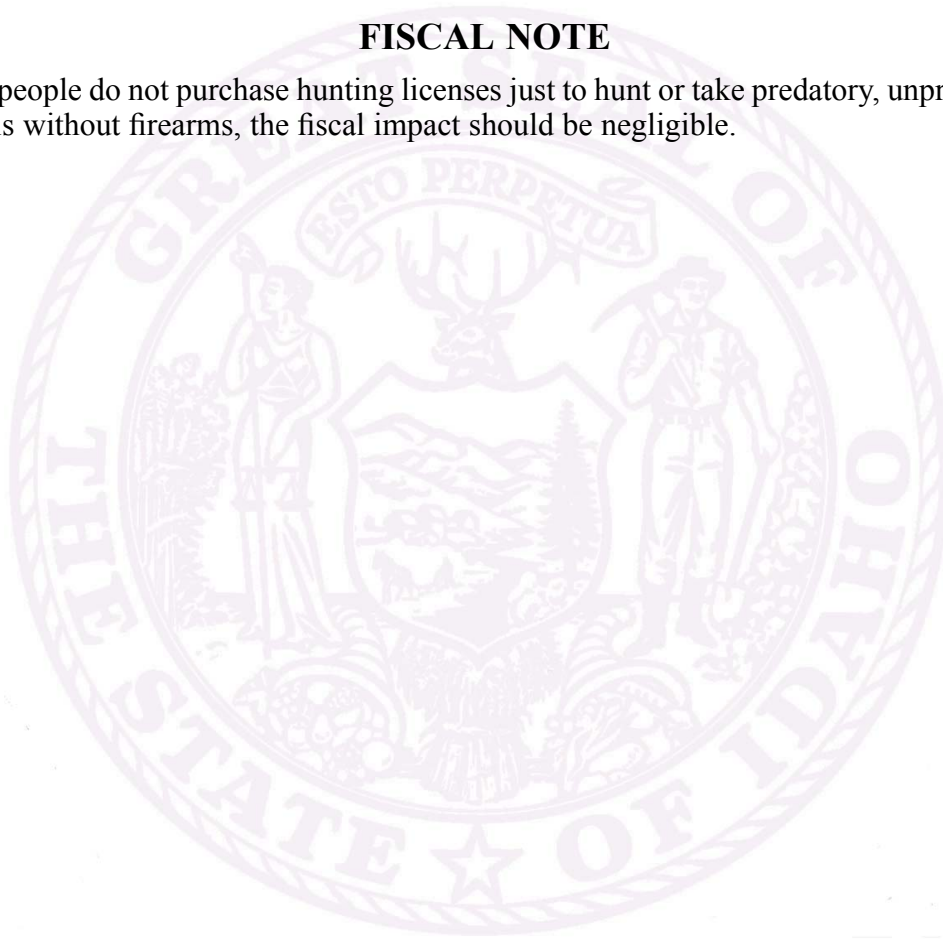 FISCAL NOTE
people do not purchase hunting licenses just to hunt or take predatory, unpr
s without firearms, the fiscal impact should be negligible.
GREAT SEAL OF
ESTO PERPETUA
THE STATE OF IDAHO